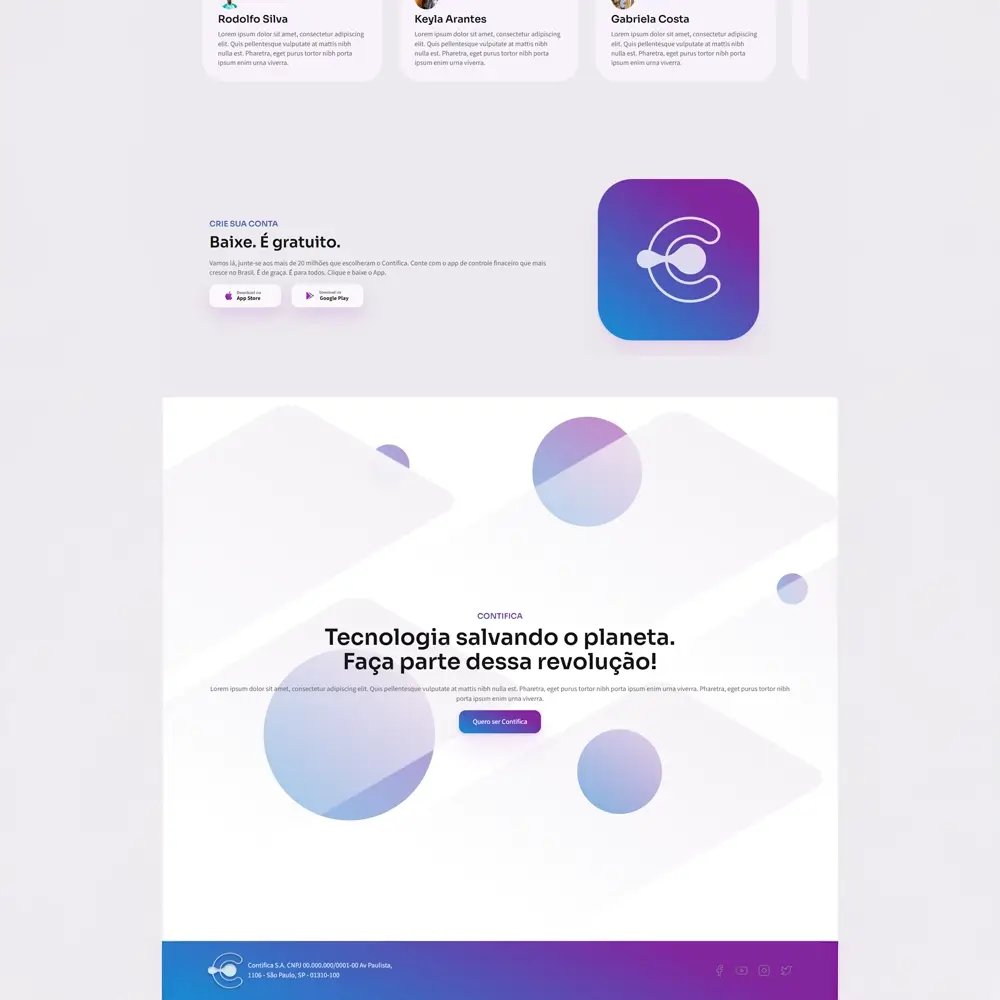 Rodolfo Silva
Lorem ipsum dolor sit amet, consectetur adipiscing
elit. Quis pellentesque vulputate at mattis nibh
nulla est. Pharetra, eget purus tortor nibh porta
ipsum enim urna viverra.
Keyla Arantes
Lorem ipsum dolor sit amet, consectetur adipiscing
elit. Quis pellentesque vulputate at mattis nibh
nulla est. Pharetra, eget purus tortor nibh porta
ipsum enim urna viverra.
Gabriela Costa
Lorem ipsum dolor sit amet, consectetur adipiscing
elit. Quis pellentesque vulputate at mattis nibh
nulla est. Pharetra, eget purus tortor nibh porta
ipsum enim urna viverra.
CRIE SUA CONTA
Baixe. É gratuito.
Vamos lá, junte-se aos mais de 20 milhões que escolheram o Contifica. Conte com o app de controle finaceiro que mais
cresce no Brasil. É de graça. É para todos. Clique e baixe o App.
Download via
App Store
Download via
Google Play
CONTIFICA
Tecnologia salvando o planeta.
Faça parte dessa revolução!
Lorem ipsum dolor sit amet, consectetur adipiscing elit. Quis pellentesque vulputate at mattis nibh nulla est. Pharetra, eget purus tortor nibh porta ipsum enim urna viverra. Pharetra, eget purus tortor nibh
porta ipsum enim urna viverra.
Quero ser Contifica
Contifica S.A. CNPJ 00.000.000/0001-00 Av Paulista,
1106 - São Paulo, SP - 01310-100